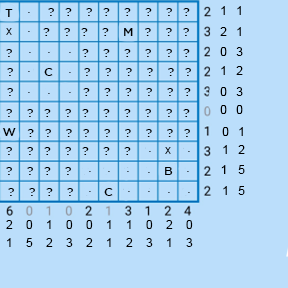 T · ? ? ? ? ? ? ? ? 2 1 1
X · ? ? ? ? M ? ? ? 3 2 1
? · · · ? ? ? ? ? ? 2 0 3
? · C · ? ? ? ? ? ? 2 1 2
? · · · ? ? ? ? ? ? 3 0 3
? ? ? ? ? ? ? ? ? ? 0 0 0
W ? ? ? ? ? ? ? ? ? 1 0 1
? ? ? ? ? ? ? · X · 3 1 2
? ? ? ? · · · · B · 2 1 5
? ? ? ? · C · · · · 2 1 5
6 0 1 0 2 1 3 1 2 4
2 0 1 0 0 1 1 0 2 0
1 5 2 3 2 1 2 3 1 3